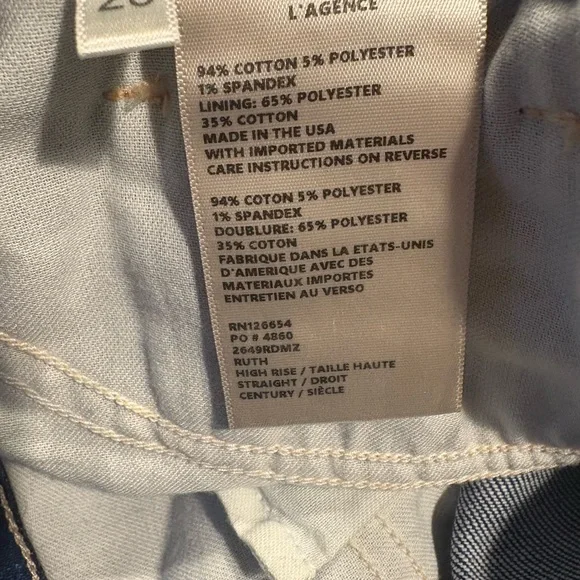 L'AGENCE
94% COTTON 5% POLYESTER
1% SPANDEX
LINING: 65% POLYESTER
35% COTTON
MADE IN THE USA
WITH IMPORTED MATERIALS
CARE INSTRUCTIONS ON REVERSE
94% COTON 5% POLYESTER
1% SPANDEX
DOUBLURE: 65% POLYESTER
35% COTON
FABRIQUE DANS LA ETATS-UNIS
D'AMERIQUE AVEC DES
MATERIAUX IMPORTES
ENTRETIEN AU VERSO
RN126654
PO # 4860
2649RDMZ
RUTH
HIGH RISE / TAILLE HAUTE
STRAIGHT / DROIT
CENTURY / SIÈCLE